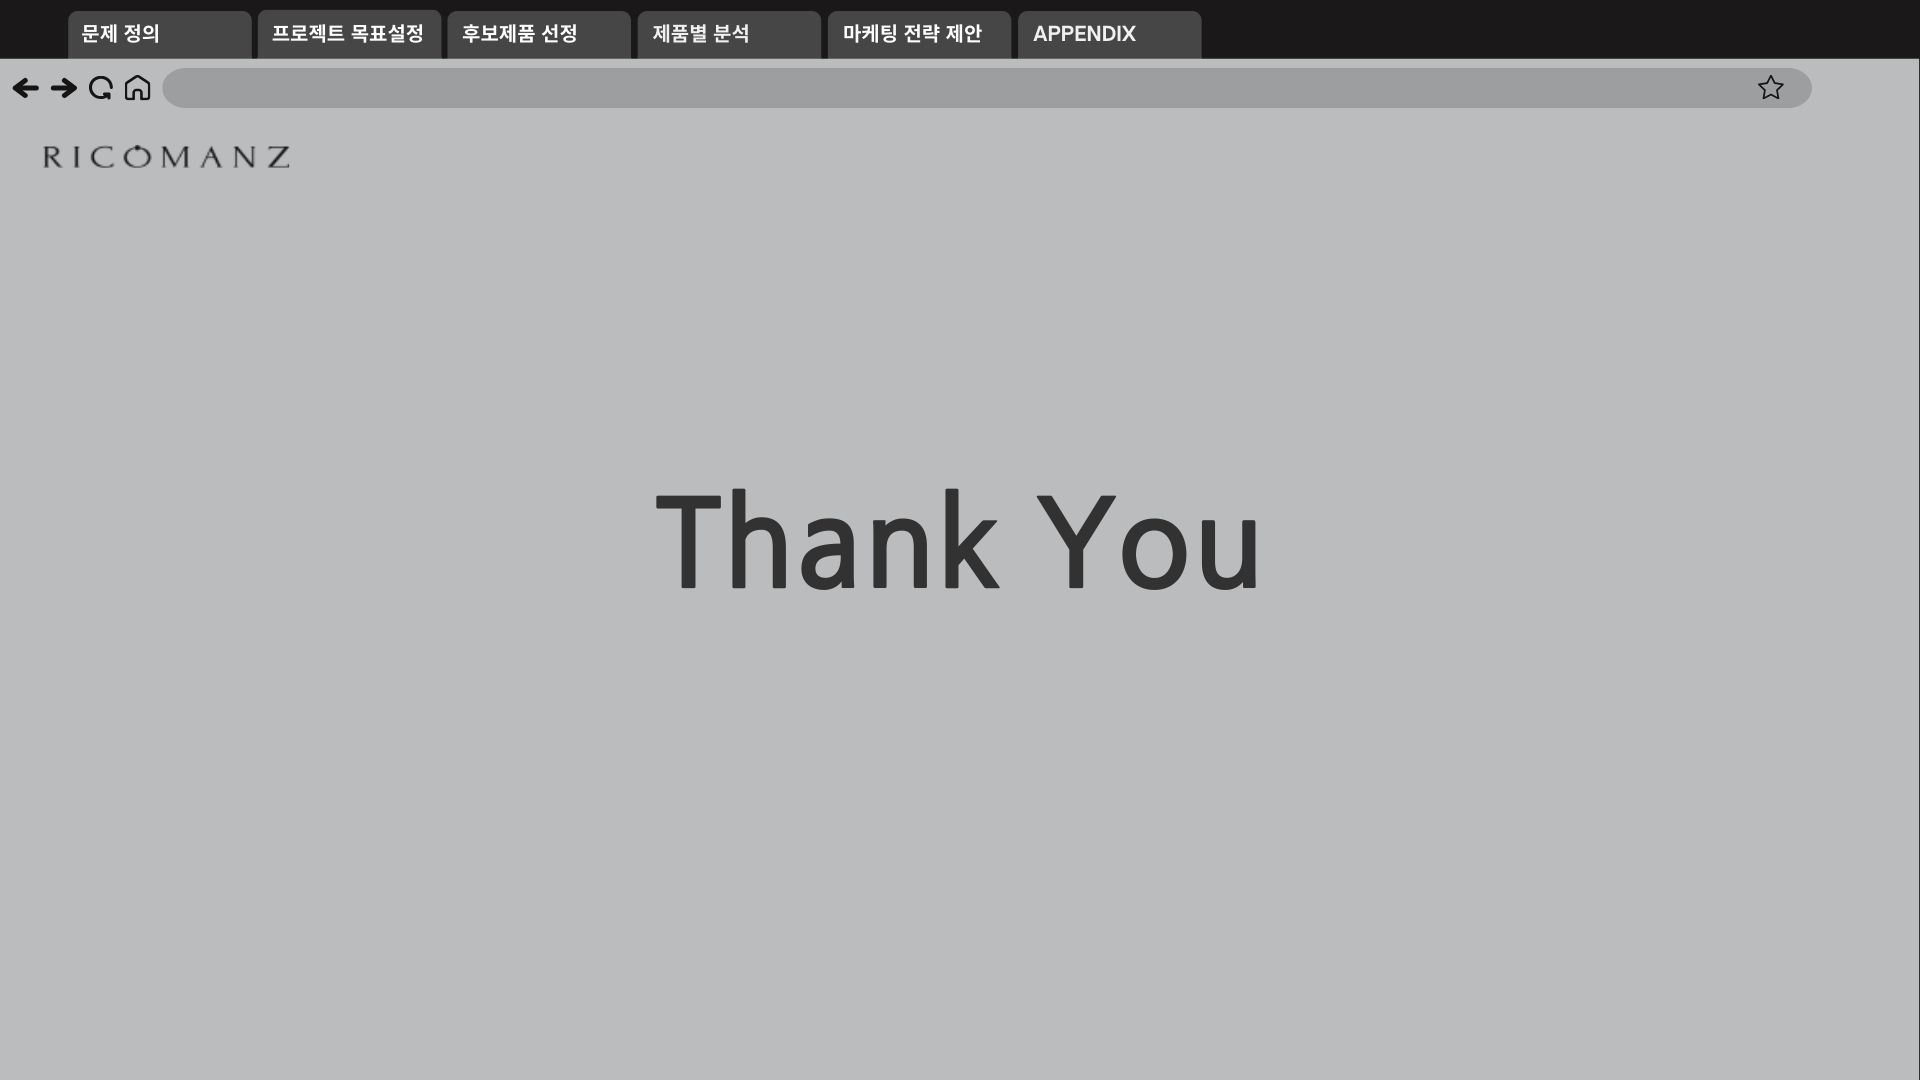 문제 정의
프로젝트 목표설정
후보제품 선정
제품별 분석
마케팅 전략 제안
APPENDIX
RICOMANZ
Thank You